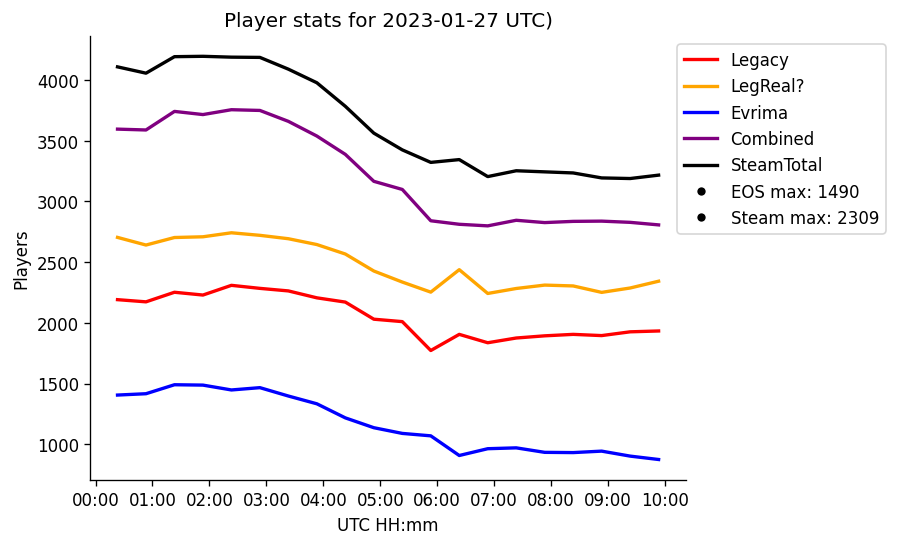 Player stats for 2023-01-27 UTC)
Legacy
LegReal?
Evrima
Combined
SteamTotal
EOS max: 1490
Steam max: 2309
Players
4000
3500
3000
2500
2000
1500
1000
00:00 01:00 02:00 03:00 04:00 05:00 06:00 07:00 08:00 09:00 10:00
UTC HH:mm